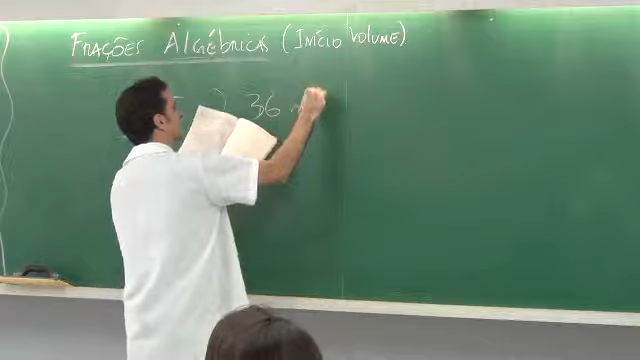 FRAÇÕES ALGÉBRICAS (INÍCIO VOLUME).
) 36